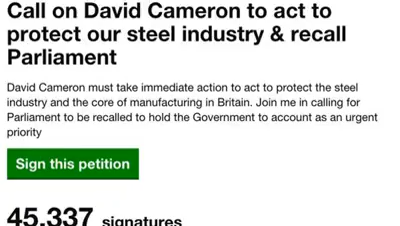 Call on David Cameron to act to
protect our steel industry & recall
Parliament
David Cameron must take immediate action to act to protect the steel
industry and the core of manufacturing in Britain. Join me in calling for
Parliament to be recalled to hold the Government to account as an urgent
priority
Sign this petition
45,337 signatures